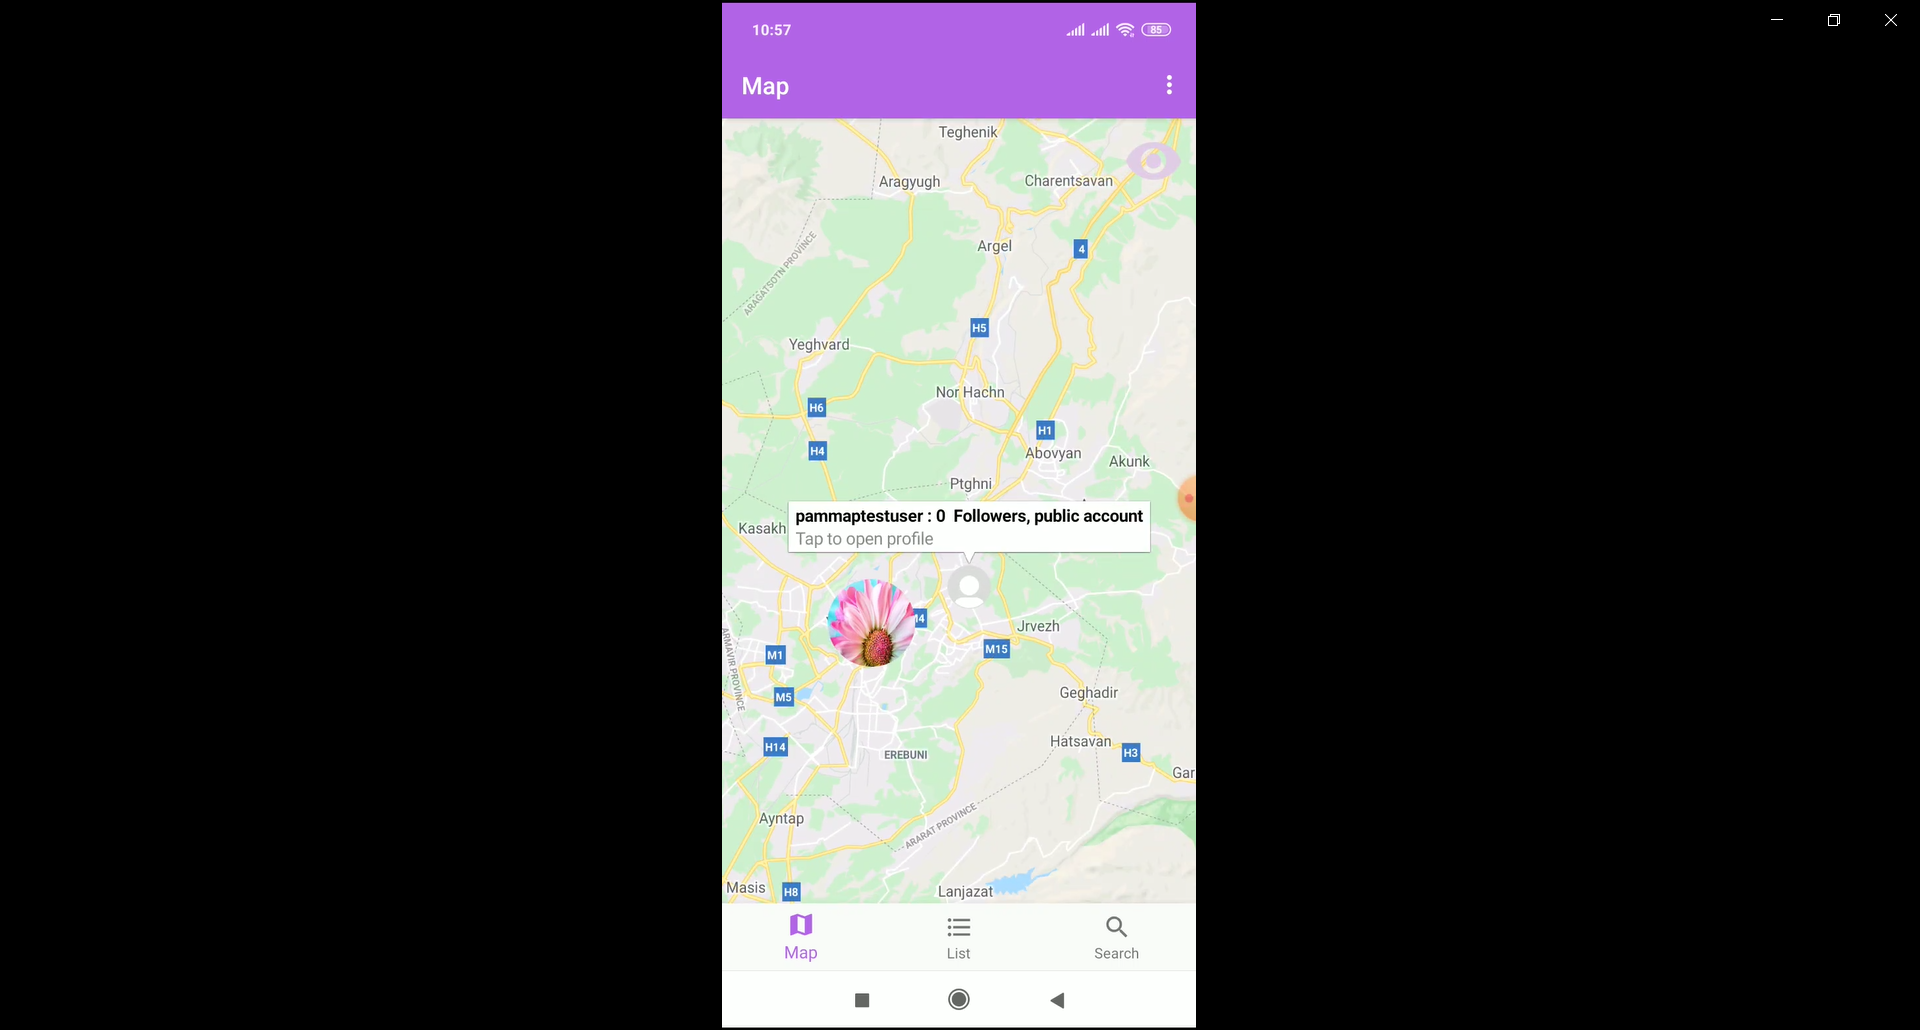 10:57
85
Map
Teghenik
Aragyugh
Charentsavan
ARAGATSOTN PROVINCE
Argel
4
H5
Yeghvard
Nor Hachn
H6
H1
H4
Abovyan
Akunk
Ptghni
pammaptestuser : 0  Followers, public account
Kasakh
Tap to open profile
Jrvezh
ARMAVIR PROVINCE
M1
M15
M5
Geghadir
H14
Hatsavan
H3
EREBUNI
Gar
Ayntap
ARARAT PROVINCE
Masis
H8
Lanjazat
Map
List
Search